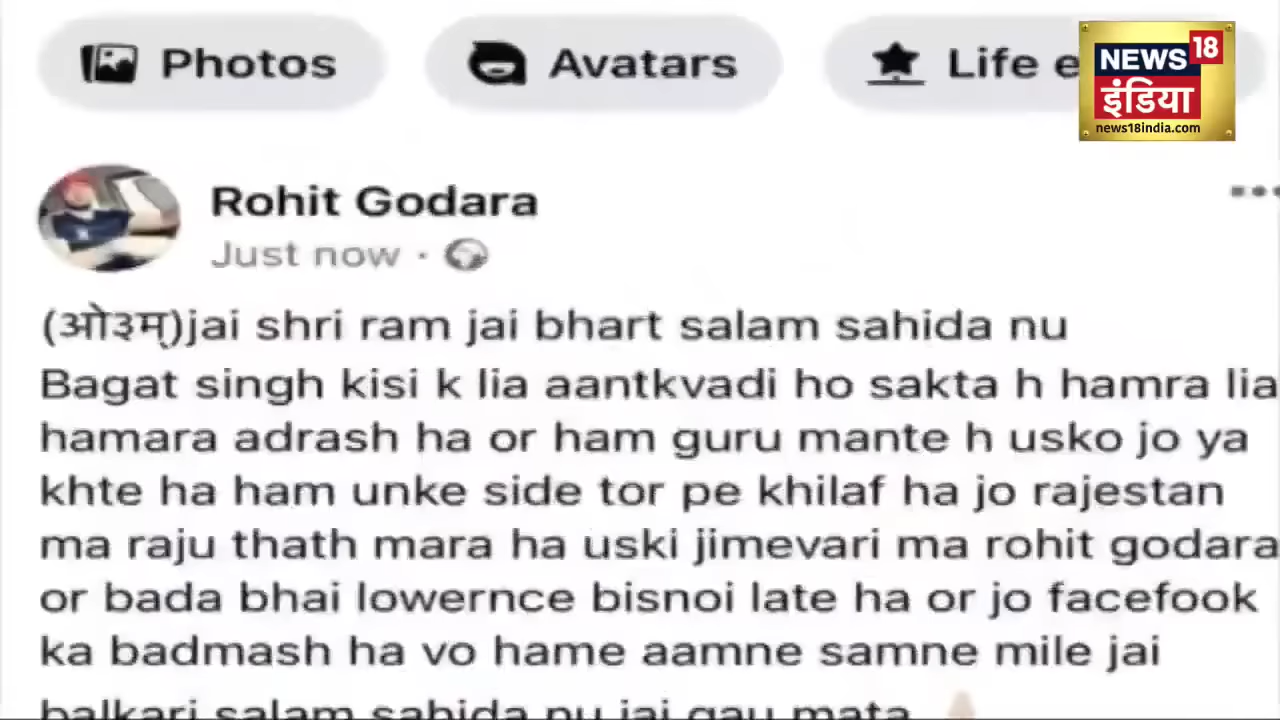 Photos
Avatars
Life e
NEWS 18
इंडिया
news18india.com
Rohit Godara
Just now ·
(ओ३म्)jai shri ram jai bhart salam sahida nu
Bagat singh kisi k lia aantkvadi ho sakta h hamra lia
hamara adrash ha or ham guru mante h usko jo ya
khte ha ham unke side tor pe khilaf ha jo rajestan
ma raju thath mara ha uski jimevari ma rohit godara
or bada bhai lowernce bisnoi late ha or jo facefook
ka badmash ha vo hame aamne samne mile jai
balkari salam sahida nu jai gau mata